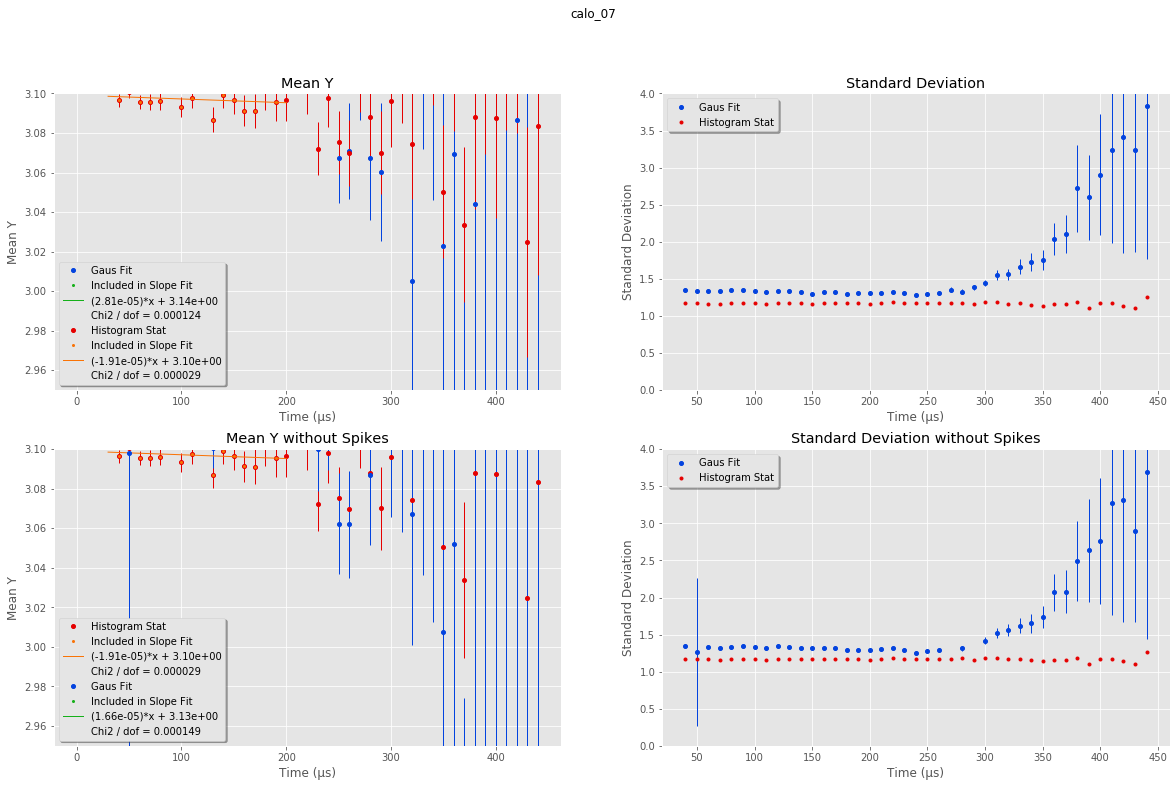 calo_07
Mean Y
3.10
3.08
3.06
3.04
3.02
3.00
2.98
2.96
Mean Y
Gaus Fit
Included in Slope Fit
(2.81e-05)*x + 3.14e+00
Chi2 / dof = 0.000124
Histogram Stat
Included in Slope Fit
(-1.91e-05)*x + 3.10e+00
Chi2 / dof = 0.000029
0 100 200 300 400
Time (µs)
Standard Deviation
4.0
3.5
3.0
2.5
2.0
1.5
1.0
0.5
0.0
Standard Deviation
Gaus Fit
Histogram Stat
50 100 150 200 250 300 350 400 450
Time (µs)
Mean Y without Spikes
3.10
3.08
3.06
3.04
3.02
3.00
2.98
2.96
Mean Y
Histogram Stat
Included in Slope Fit
(-1.91e-05)*x + 3.10e+00
Chi2 / dof = 0.000029
Gaus Fit
Included in Slope Fit
(1.66e-05)*x + 3.13e+00
Chi2 / dof = 0.000149
0 100 200 300 400
Time (µs)
Standard Deviation without Spikes
4.0
3.5
3.0
2.5
2.0
1.5
1.0
0.5
0.0
Standard Deviation
Gaus Fit
Histogram Stat
50 100 150 200 250 300 350 400 450
Time (µs)